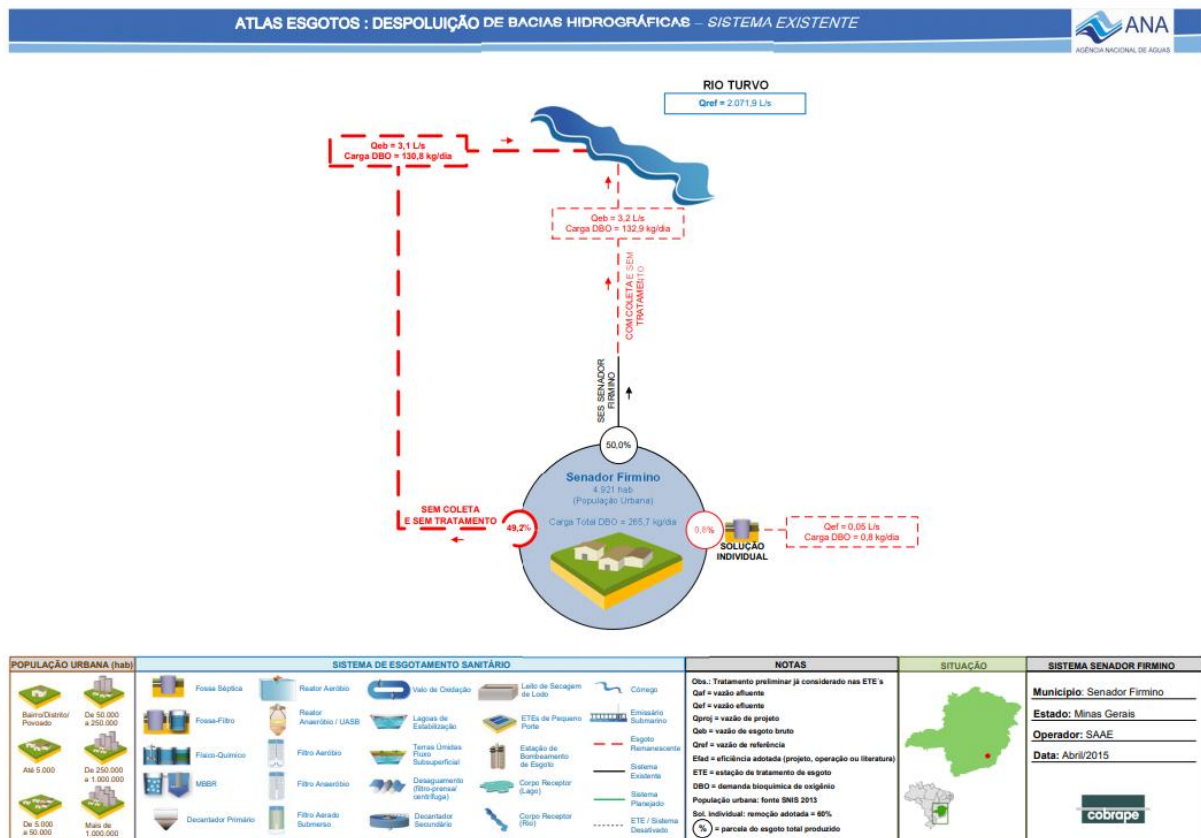 ATLAS ESGOTOS : DESPOLUIÇÃO DE BACIAS HIDROGRÁFICAS – SISTEMA EXISTENTE
ANA
AGÊNCIA NACIONAL DE ÁGUAS
RIO TURVO
Qref = 2.071,9 L/s
Qeb = 3,1 L/s
Carga DBO = 130,8 kg/dia
Qeb = 3,2 L/s
Carga DBO = 132,9 kg/dia
COM COLETA E SEM
TRATAMENTO
SES SENADOR
FIRMINO
50,0%
Senador Firmino
4.921 hab
(População Urbana)
Carga Total DBO = 265,7 kg/dia
SEM COLETA
E SEM TRATAMENTO
49,2%
0,8%
SOLUÇÃO
INDIVIDUAL
Qef = 0,05 L/s
Carga DBO = 0,8 kg/dia
POPULAÇÃO URBANA (hab)
Bairro/Distrito/
Povoado
De 50.000
a 250.000
Até 5.000
De 250.000
a 1.000.000
De 5.000
a 50.000
Mais de
1.000.000
SISTEMA DE ESGOTAMENTO SANITÁRIO
Fossa Séptica
Fossa-Filtro
Físico-Químico
MBBR
Decantador Primário
Reator Aeróbio
Reator
Anaeróbio / UASB
Filtro Aeróbio
Filtro Anaeróbio
Filtro Aerado
Submerso
Valo de Oxidação
Lagoas de
Estabilização
Terras Úmidas
Fluxo
Subsuperficial
Desaguamento
(filtro-prensa/
centrífuga)
Decantador
Secundário
Leito de Secagem
de Lodo
ETEs de Pequeno
Porte
Estação de
Bombeamento
de Esgoto
Corpo Receptor
(Lago)
Corpo Receptor
(Rio)
Córrego
Emissário
Submarino
Esgoto
Remanescente
Sistema
Existente
Sistema
Planejado
ETE / Sistema
Desativado
NOTAS
Obs.: Tratamento preliminar já considerado nas ETE´s
Qaf = vazão afluente
Qef = vazão efluente
Qproj = vazão de projeto
Qeb = vazão de esgoto bruto
Qref = vazão de referência
Efad = eficiência adotada (projeto, operação ou literatura)
ETE = estação de tratamento de esgoto
DBO = demanda bioquímica de oxigênio
População urbana: fonte SNIS 2013
Sol. individual: remoção adotada = 60%
% = parcela do esgoto total produzido
SITUAÇÃO
SISTEMA SENADOR FIRMINO
Município: Senador Firmino
Estado: Minas Gerais
Operador: SAAE
Data: Abril/2015
cobrape